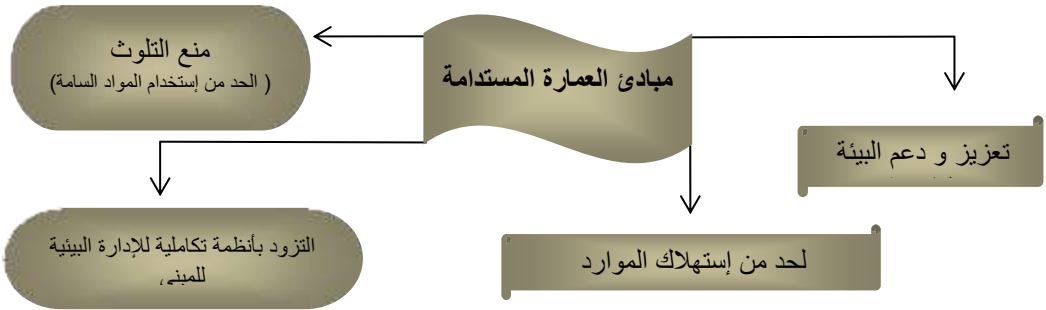 مبادئ العمارة المستدامة
منع التلوث
( الحد من إستخدام المواد السامة)
تعزيز و دعم البيئة
التزود بأنظمة تكاملية للإدارة البيئية
للمبنى
لحد من إستهلاك الموارد